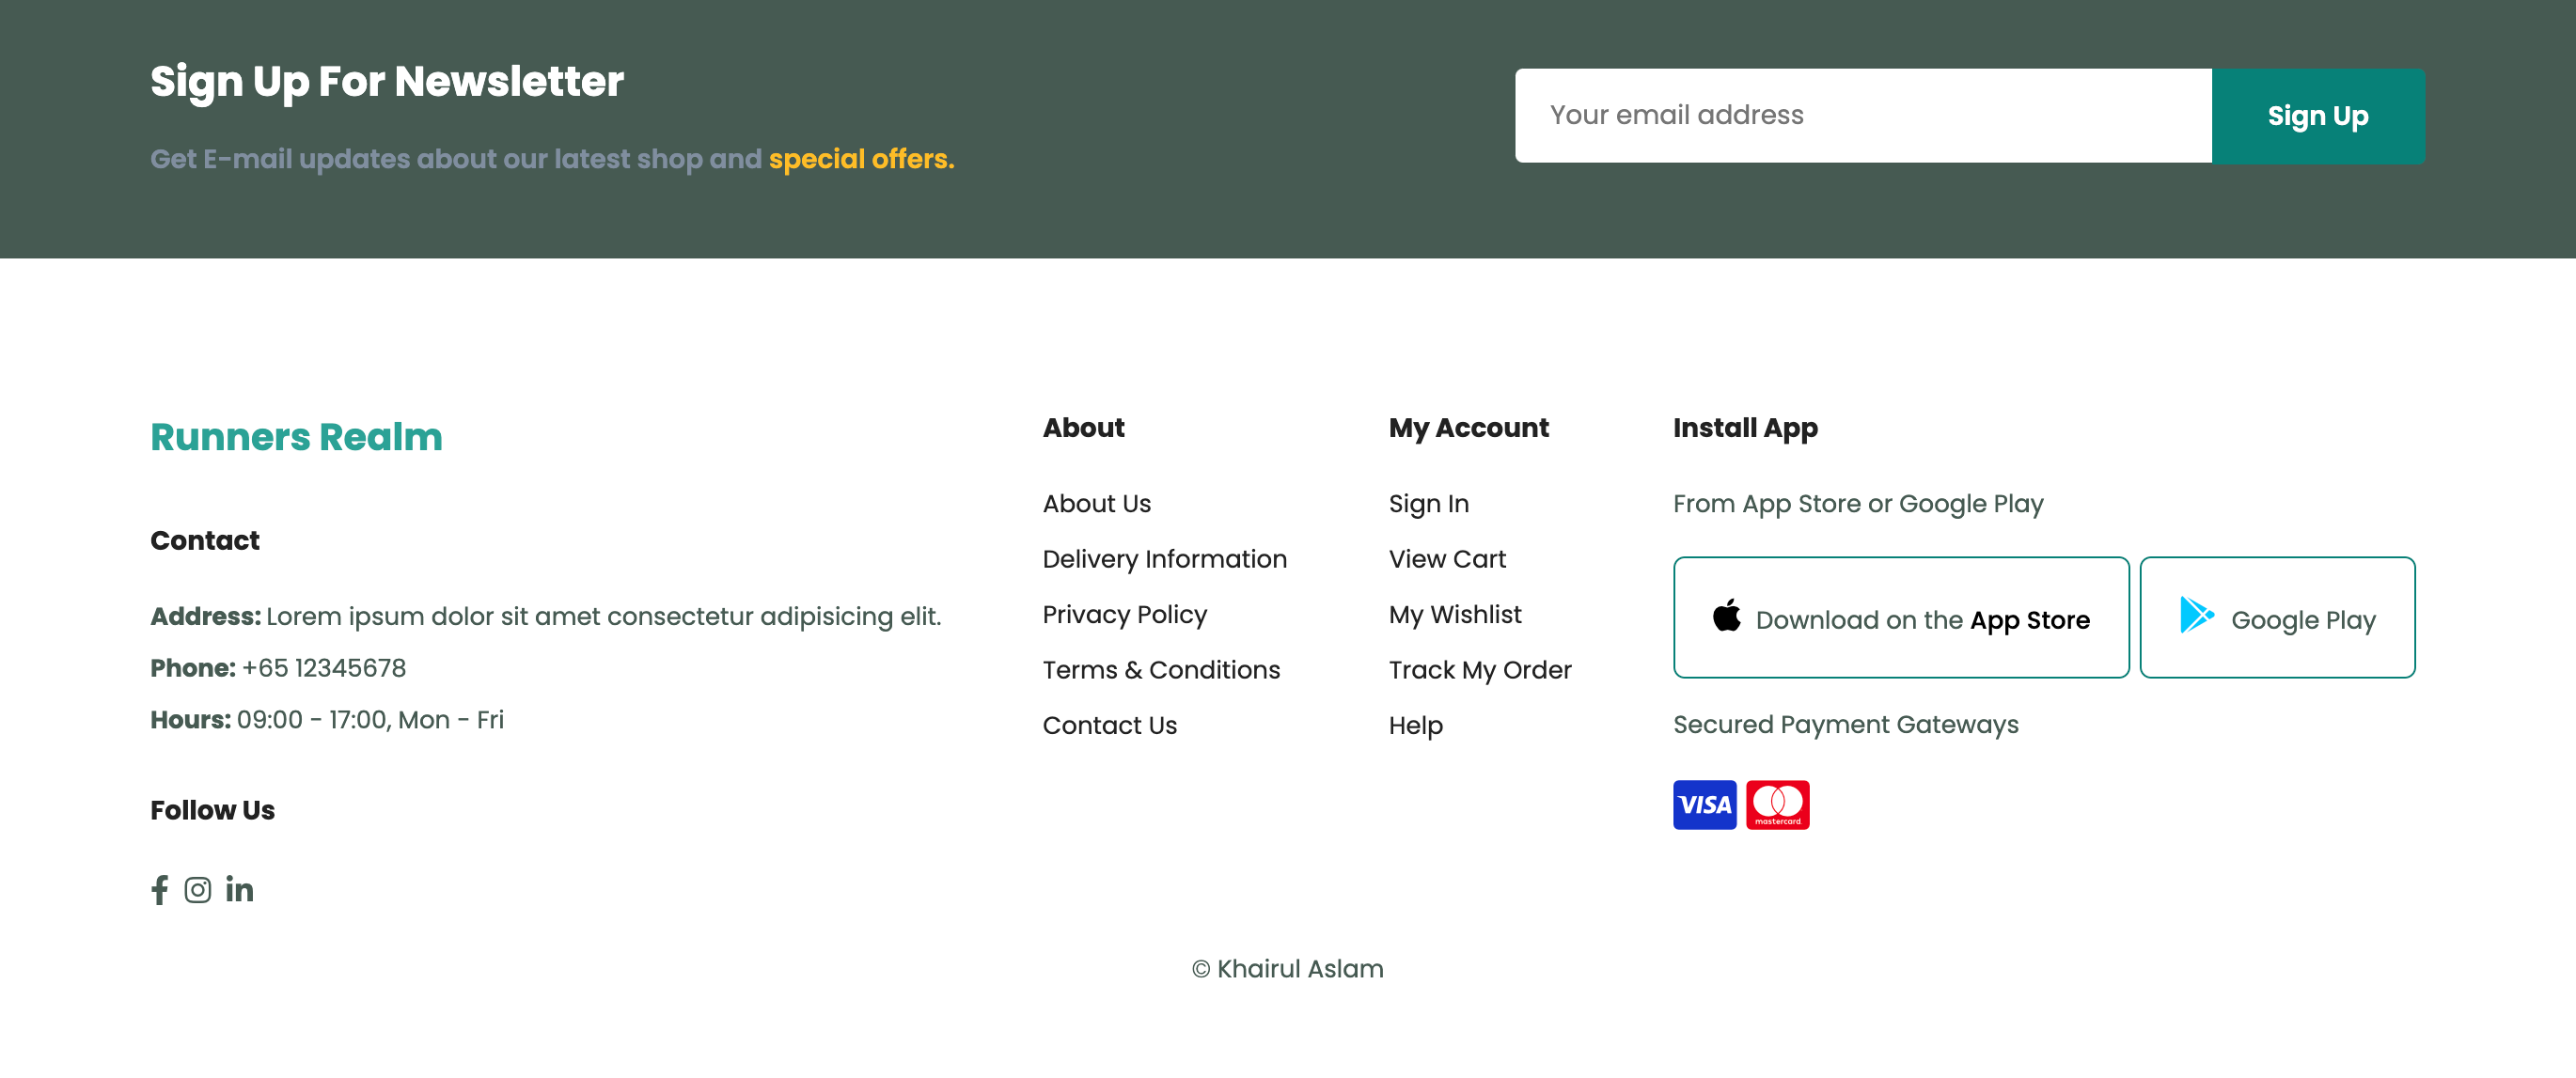 Sign Up For Newsletter
Get E-mail updates about our latest shop and special offers.
Your email address
Sign Up
Runners Realm
Contact
Address: Lorem ipsum dolor sit amet consectetur adipisicing elit.
Phone: +65 12345678
Hours: 09:00 - 17:00, Mon - Fri
Follow Us
About
About Us
Delivery Information
Privacy Policy
Terms & Conditions
Contact Us
My Account
Sign In
View Cart
My Wishlist
Track My Order
Help
Install App
From App Store or Google Play
Download on the App Store
Google Play
Secured Payment Gateways
VISA
mastercard.
© Khairul Aslam